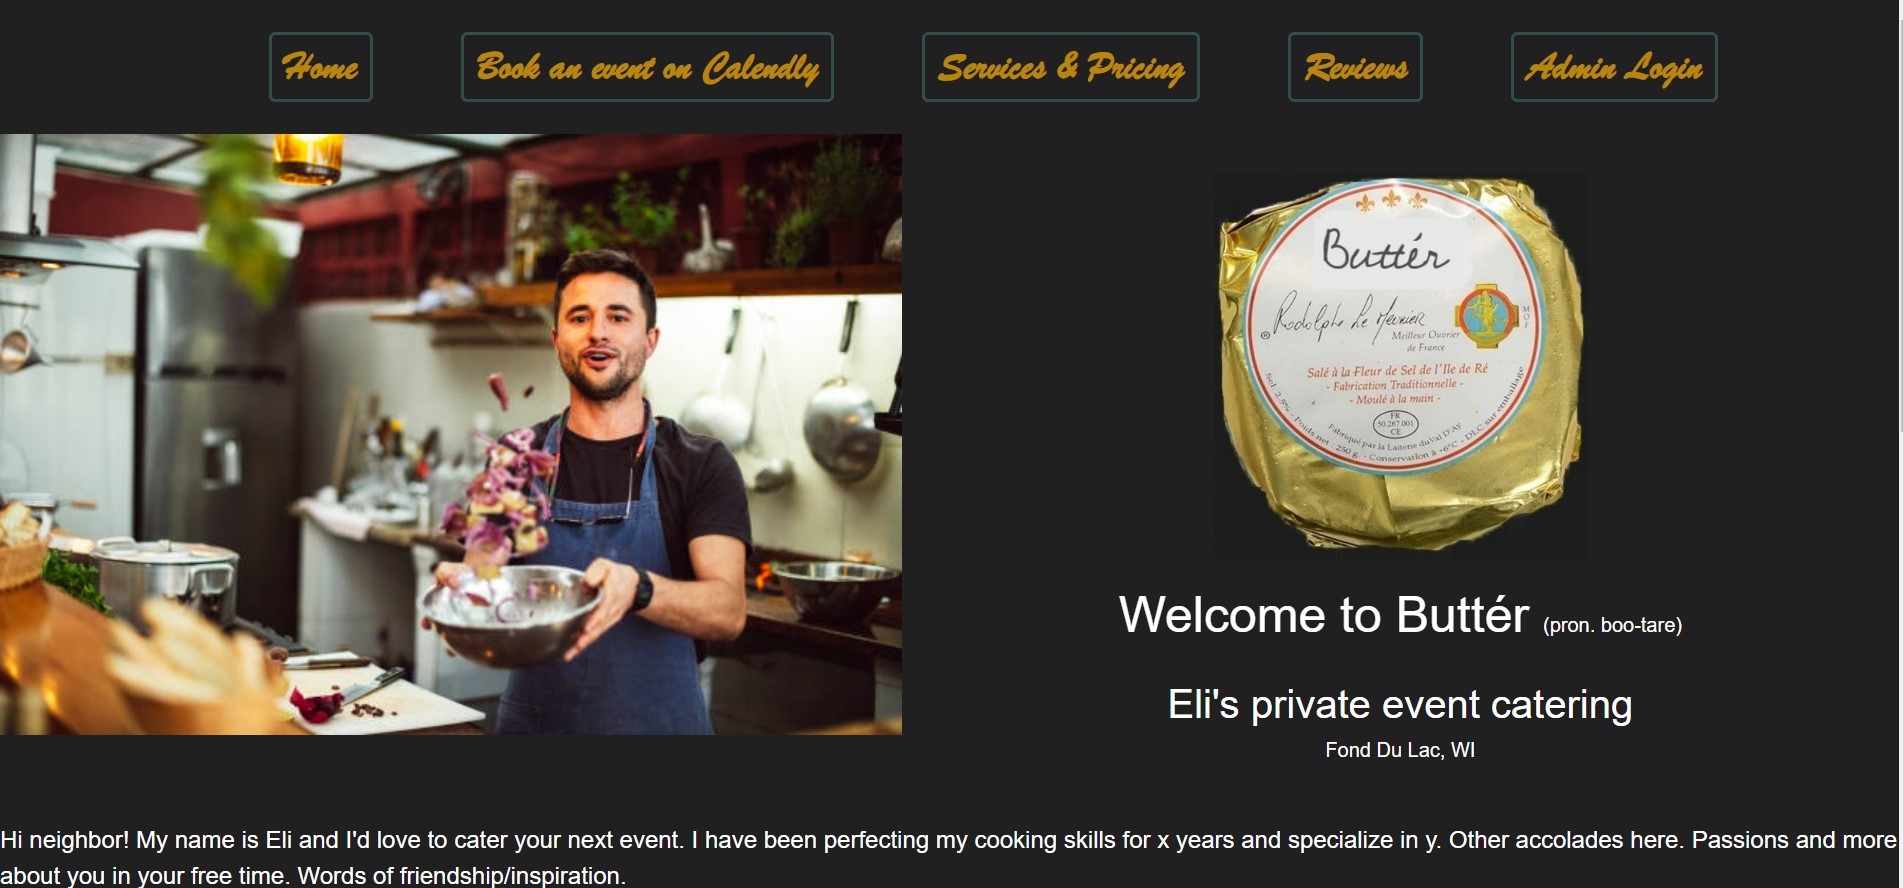 Home
Book an event on Calendly
Services & Pricing
Reviews
Admin Login
Buttér
Rodolphe Le Meunier
®
MOF
Meilleur Ouvrier
de France
Salé à la Fleur de Sel de l'Ile de Ré
- Fabrication Traditionnelle -
- Moulé à la main -
FR
50.267.001
CE
Fabriqué par la Laiterie du Val D'Ay
Sel: 2,5% - Poids net : 250 g. - Conservation à +6°C - DLC sur emballage
Welcome to Buttér (pron. boo-tare)
Eli's private event catering
Fond Du Lac, WI
Hi neighbor! My name is Eli and I'd love to cater your next event. I have been perfecting my cooking skills for x years and specialize in y. Other accolades here. Passions and more
about you in your free time. Words of friendship/inspiration.